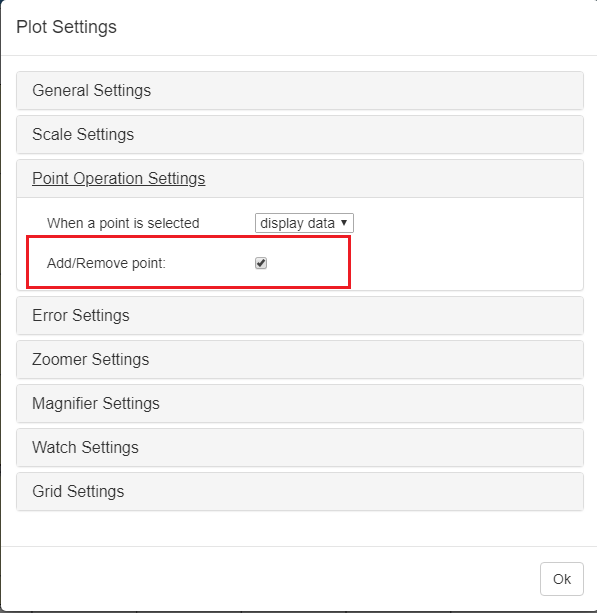 Plot Settings
General Settings
Scale Settings
Point Operation Settings
When a point is selected display data
Add/Remove point:
Error Settings
Zoomer Settings
Magnifier Settings
Watch Settings
Grid Settings
Ok